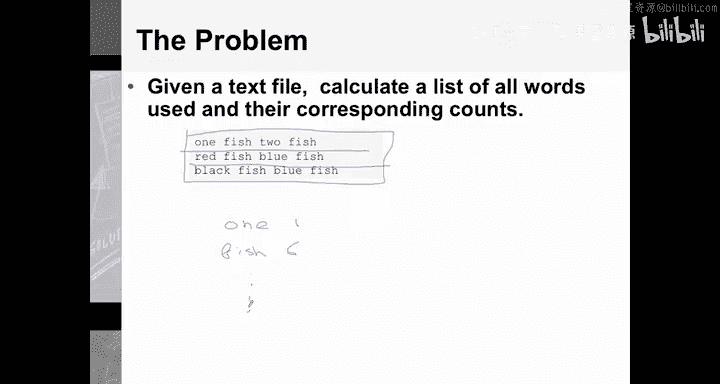 The Problem
bilibili
• Given a text file, calculate a list of all words
used and their corresponding counts.
one fish two fish
red fish blue fish
black fish blue fish
one 1
fish 6